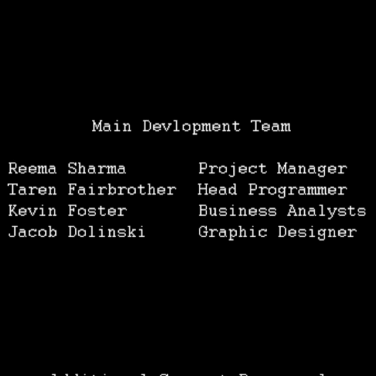 Main Devlopment Team
Reema Sharma Project Manager
Taren Fairbrother Head Programmer
Kevin Foster Business Analysts
Jacob Dolinski Graphic Designer